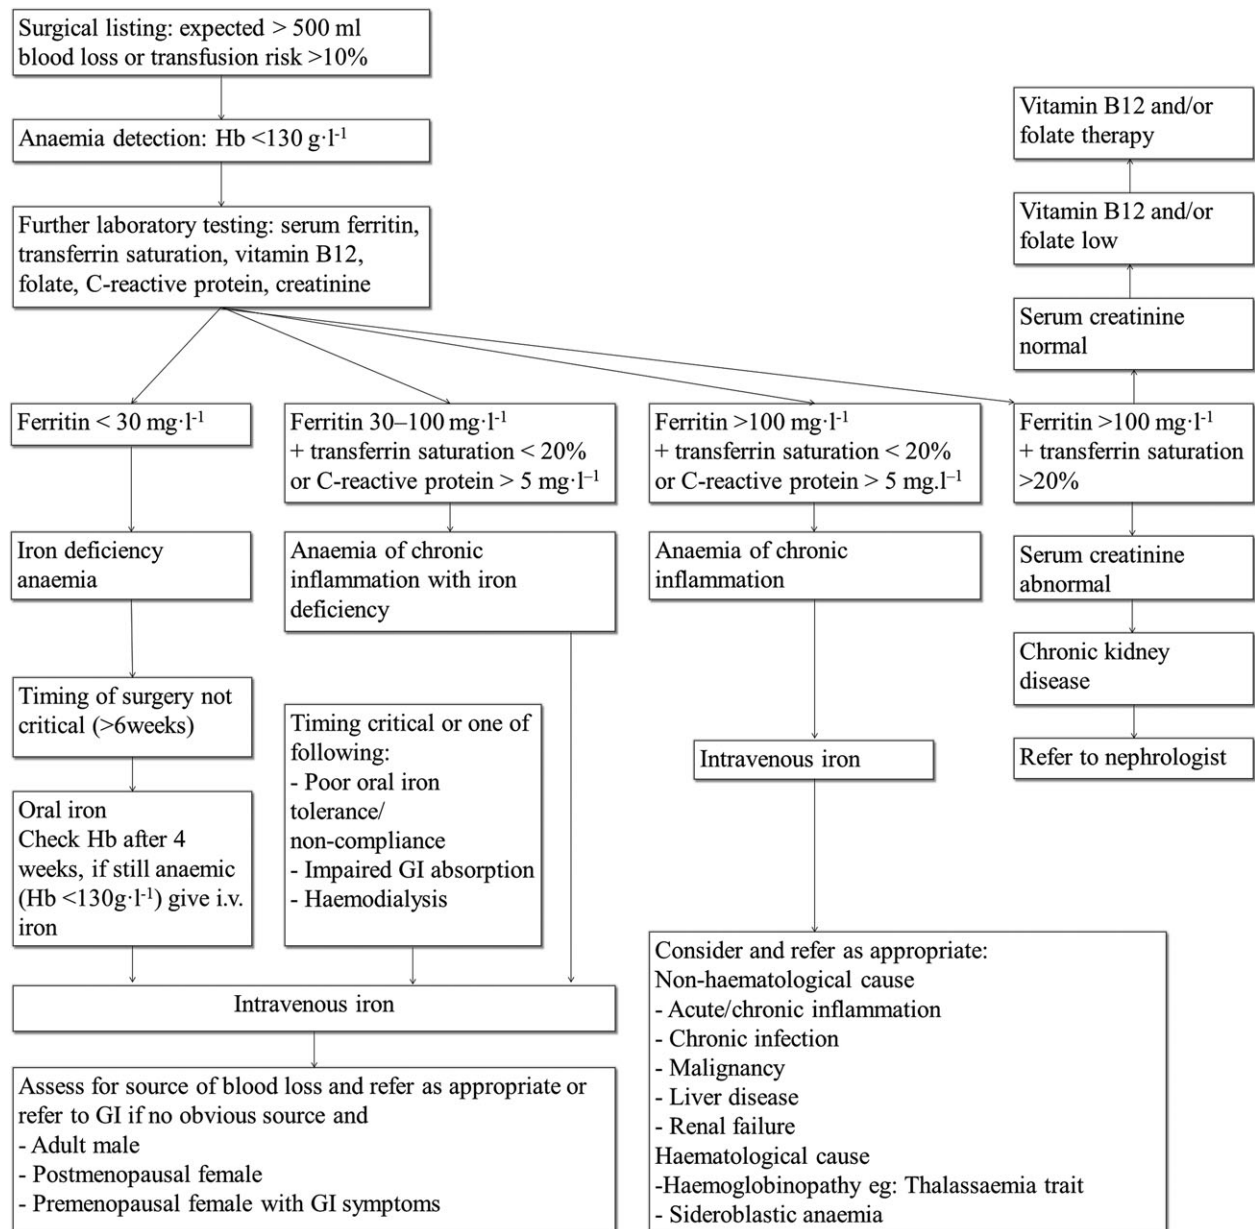 Surgical listing: expected > 500 ml
blood loss or transfusion risk >10%
Anaemia detection: Hb <130 g·l⁻¹
Further laboratory testing: serum ferritin,
transferrin saturation, vitamin B12,
folate, C-reactive protein, creatinine
Vitamin B12 and/or
folate therapy
Vitamin B12 and/or
folate low
Serum creatinine
normal
Ferritin < 30 mg·l⁻¹
Ferritin 30–100 mg·l⁻¹
+ transferrin saturation < 20%
or C-reactive protein > 5 mg·l⁻¹
Ferritin >100 mg·l⁻¹
+ transferrin saturation < 20%
or C-reactive protein > 5 mg.l⁻¹
Ferritin >100 mg·l⁻¹
+ transferrin saturation
>20%
Iron deficiency
anaemia
Anaemia of chronic
inflammation with iron
deficiency
Anaemia of chronic
inflammation
Serum creatinine
abnormal
Chronic kidney
disease
Refer to nephrologist
Timing of surgery not
critical (>6weeks)
Timing critical or one of
following:
- Poor oral iron
tolerance/
non-compliance
- Impaired GI absorption
- Haemodialysis
Intravenous iron
Oral iron
Check Hb after 4
weeks, if still anaemic
(Hb <130g·l⁻¹) give i.v.
iron
Intravenous iron
Assess for source of blood loss and refer as appropriate or
refer to GI if no obvious source and
- Adult male
- Postmenopausal female
- Premenopausal female with GI symptoms
Consider and refer as appropriate:
Non-haematological cause
- Acute/chronic inflammation
- Chronic infection
- Malignancy
- Liver disease
- Renal failure
Haematological cause
-Haemoglobinopathy eg: Thalassaemia trait
- Sideroblastic anaemia